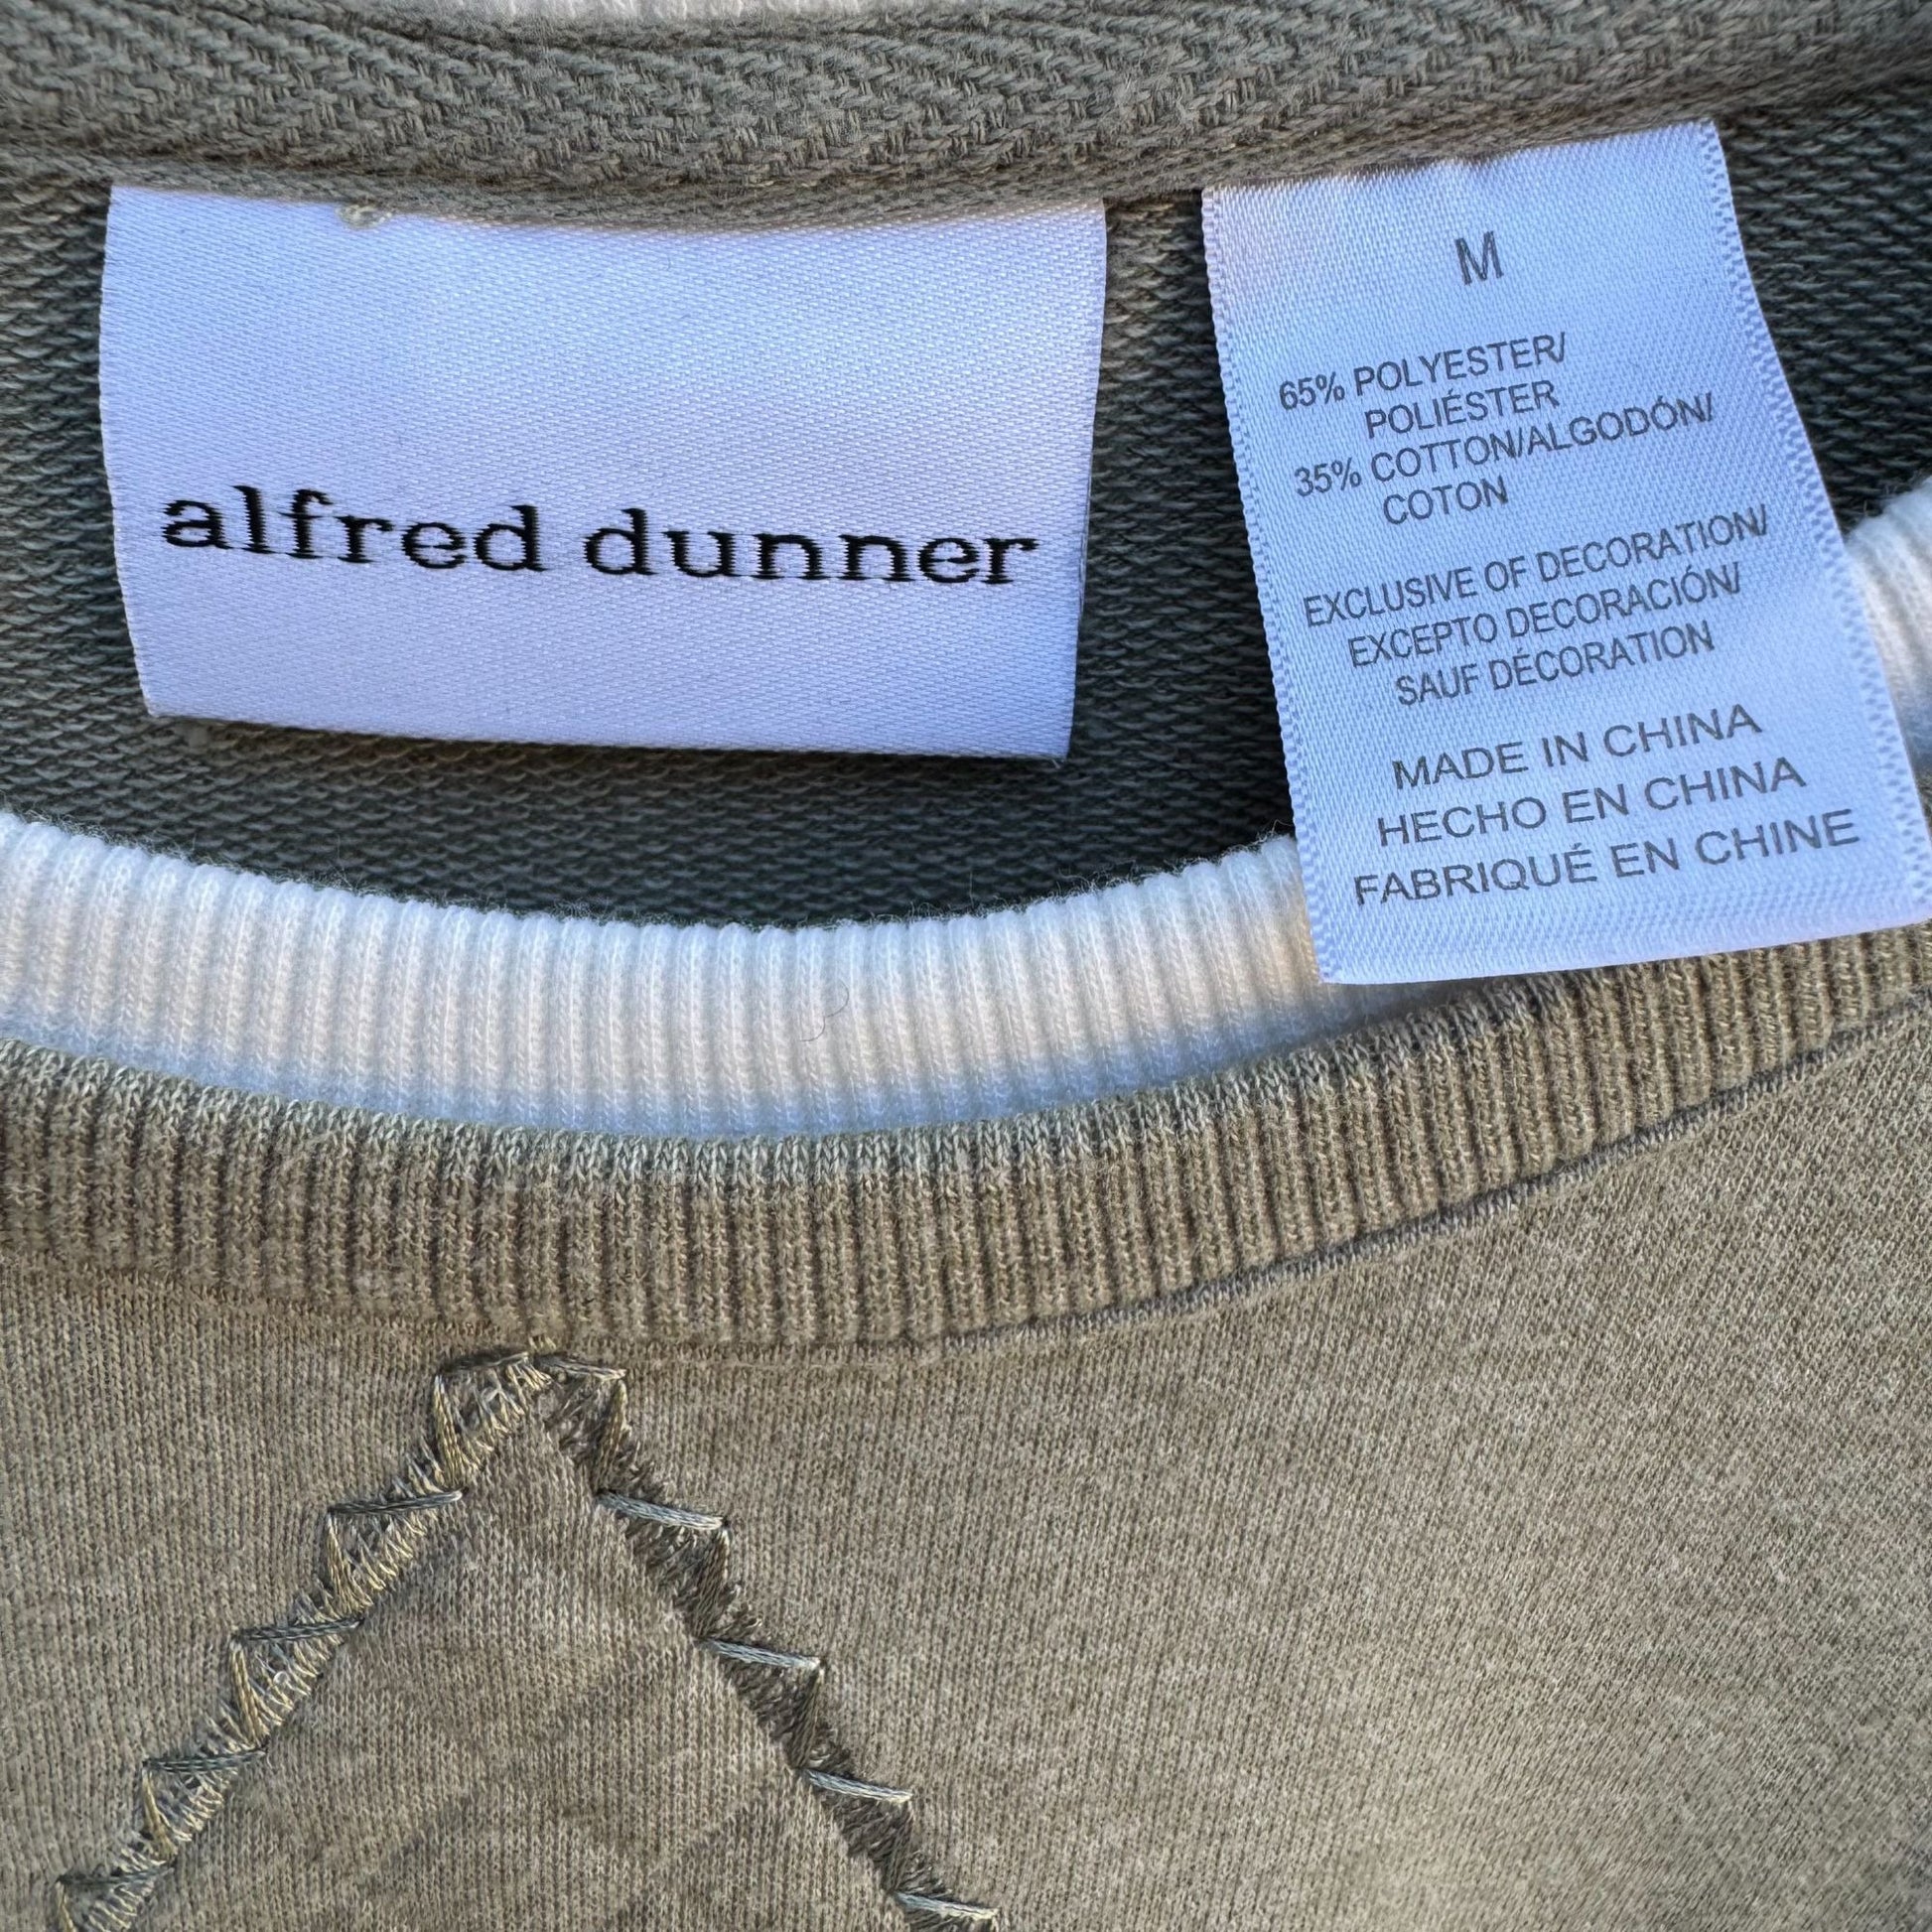 alfred dunner
M
65% POLYESTER/
POLIÉSTER
35% COTTON/ALGODÓN/
COTON
EXCLUSIVE OF DECORATION/
EXCEPTO DECORACIÓN/
SAUF DÉCORATION
MADE IN CHINA
HECHO EN CHINA
FABRIQUÉ EN CHINE